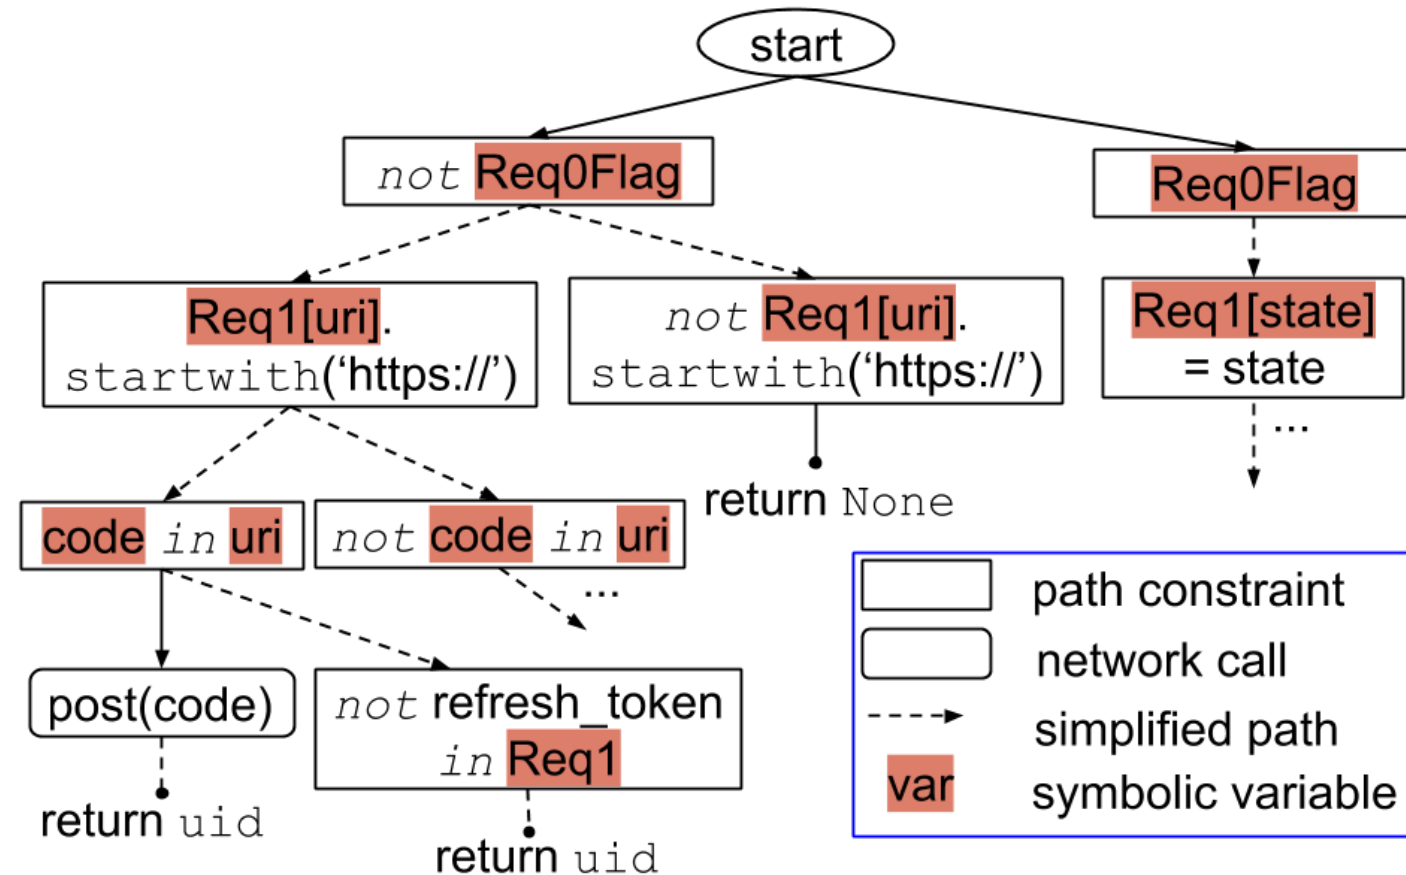 start
not Req0Flag
Req0Flag
Req1[uri].
startwith(‘https://’)
not Req1[uri].
startwith(‘https://’)
Req1[state]
= state
...
return None
code in uri
not code in uri
...
post(code)
return uid
not refresh_token
in Req1
return uid
path constraint
network call
simplified path
var symbolic variable